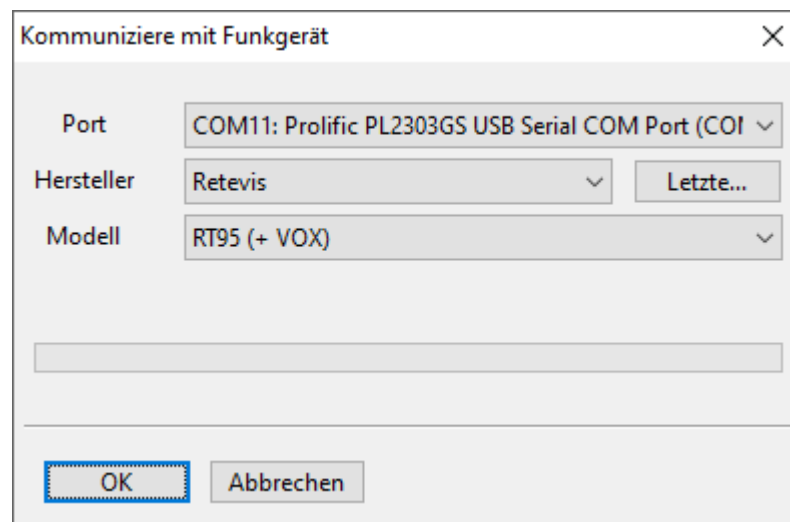 Kommuniziere mit Funkgerät
Port COM11: Prolific PL2303GS USB Serial COM Port (COM
Hersteller Retevis Letzte...
Modell RT95 (+ VOX)
OK Abbrechen